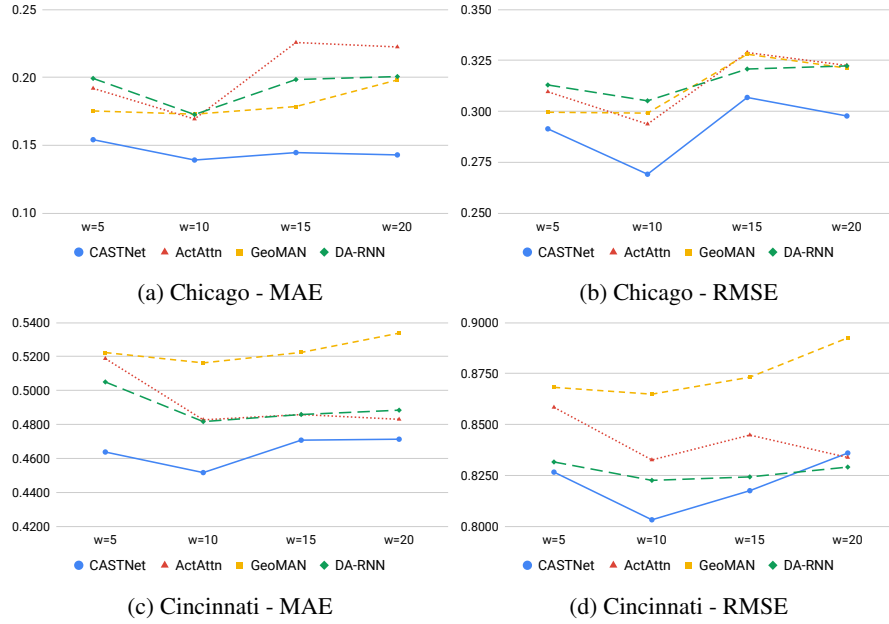 0.25
0.20
0.15
0.10
w=5 w=10 w=15 w=20
CASTNet ActAttn GeoMAN DA-RNN
(a) Chicago - MAE
0.350
0.325
0.300
0.275
0.250
w=5 w=10 w=15 w=20
CASTNet ActAttn GeoMAN DA-RNN
(b) Chicago - RMSE
0.5400
0.5200
0.5000
0.4800
0.4600
0.4400
0.4200
w=5 w=10 w=15 w=20
CASTNet ActAttn GeoMAN DA-RNN
(c) Cincinnati - MAE
0.9000
0.8750
0.8500
0.8250
0.8000
w=5 w=10 w=15 w=20
CASTNet ActAttn GeoMAN DA-RNN
(d) Cincinnati - RMSE